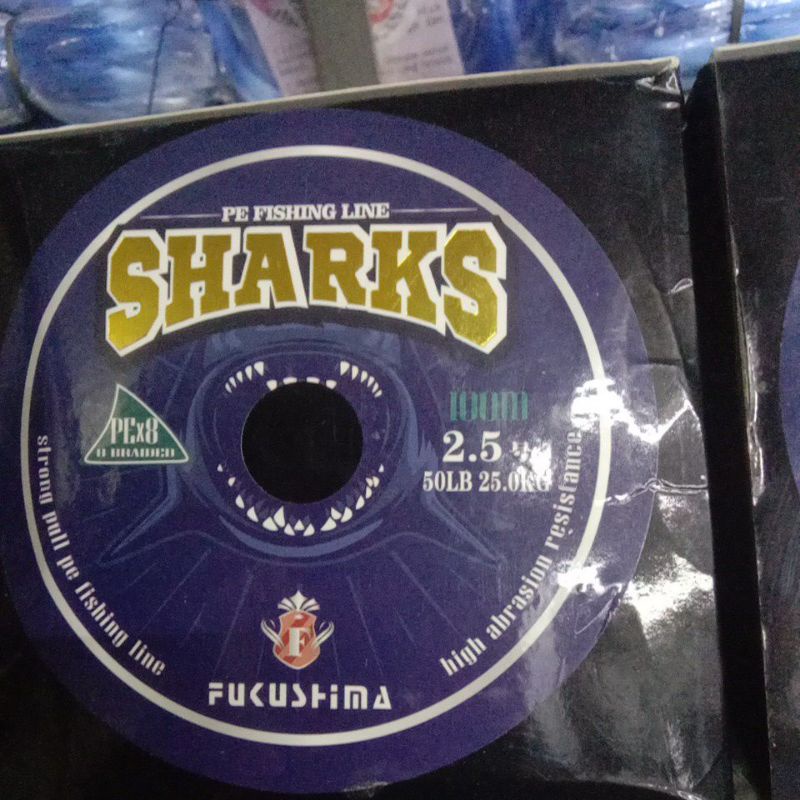 PE FISHING LINE
SHARKS
PEx8
8 BRAIDED
100m
2.5
50LB 25.0KG
strong pull pe fishing line
high abrasion resistance
F
FUKUSHIMA